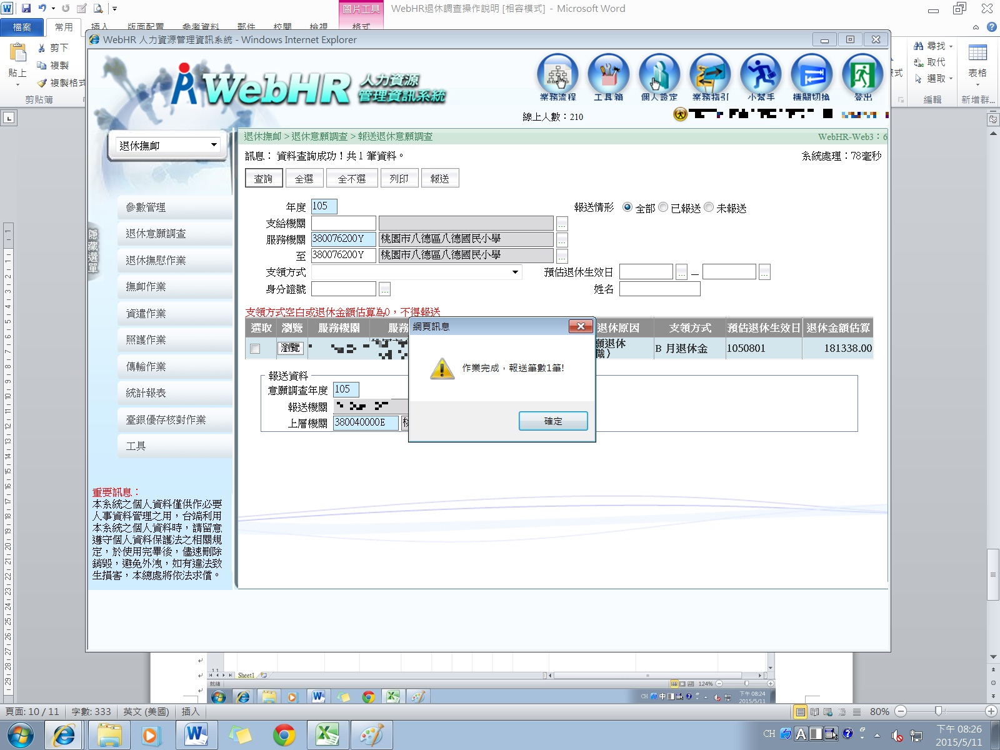 WebHR退休調查操作說明 [相容模式] - Microsoft Word
圖片工具
檔案 常用 插入 版面配置 參考資料 郵件 校閱 檢視 格式
貼上
剪下
複製
複製格式
剪貼簿
尋找
取代
選取
編輯
表格
新增群...
WebHR 人力資源管理資訊系統 - Windows Internet Explorer
WebHR 人力資源
管理資訊系統
業務流程 工具箱 個人設定 業務指引 小幫手 機關切換 登出
線上人數：210
退休撫卹
退休撫卹 > 退休意願調查 > 報送退休意願調查
WebHR-Web3：6
訊息： 資料查詢成功！共 1 筆資料。
系統處理：78毫秒
查詢 全選 全不選 列印 報送
隱藏選單
參數管理
退休意願調查
退休撫慰作業
撫卹作業
資遣作業
照護作業
傳輸作業
統計報表
臺銀優存核對作業
工具
年度 105
報送情形 全部 已報送 未報送
支給機關
服務機關 380076200Y 桃園市八德區八德國民小學
至 380076200Y 桃園市八德區八德國民小學
支領方式
預估退休生效日 ... – ...
身分證號 ...
姓名
支領方式空白或退休金額估算為0，不得報送
選取 瀏覽 服務機關 服務 退休原因 支領方式 預估退休生效日 退休金額估算
瀏覽 願退休 B 月退休金 1050801 181338.00
職)
報送資料
意願調查年度 105
報送機關
上層機關 380040000E
網頁訊息
作業完成，報送筆數1筆!
確定
重要訊息：
本系統之個人資料僅供作必要
人事資料管理之用，台端利用
本系統之個人資料時，請留意
遵守個人資料保護法之相關規
定，於使用完畢後，儘速刪除
銷毀，避免外洩，如有違法致
生損害，本總處將依法求償。
Sheet1
就緒
124%
CH 中
下午 08:24
2015/5/11
頁面: 10 / 11 字數: 333 英文 (美國) 插入
80%
CH A
下午 08:26
2015/5/11